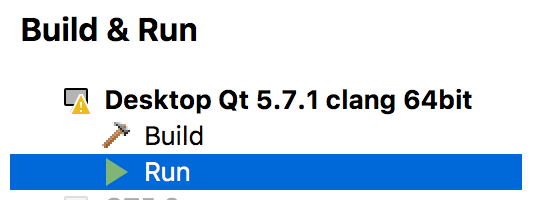 Build & Run
Desktop Qt 5.7.1 clang 64bit
Build
Run